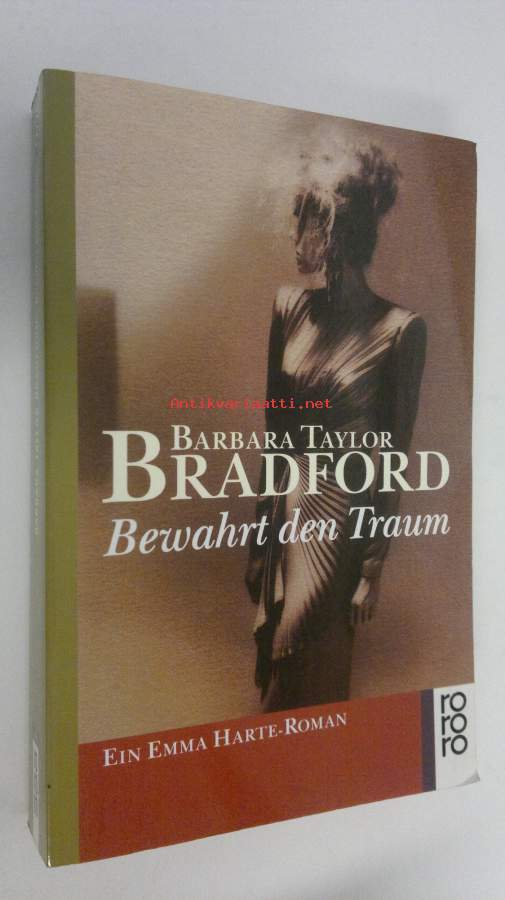 Antikvariaatti.net
BARBARA TAYLOR
BRADFORD
Bewahrt den Traum
EIN EMMA HARTE-ROMAN
ro
ro
ro